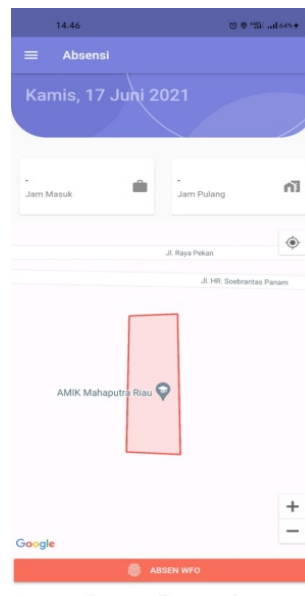 14.46
64%
Absensi
Kamis, 17 Juni 2021
-
Jam Masuk
-
Jam Pulang
Jl. Raya Pekan
Jl. HR. Soebrantas Panam
AMIK Mahaputra Riau
+
−
Google
ABSEN WFO